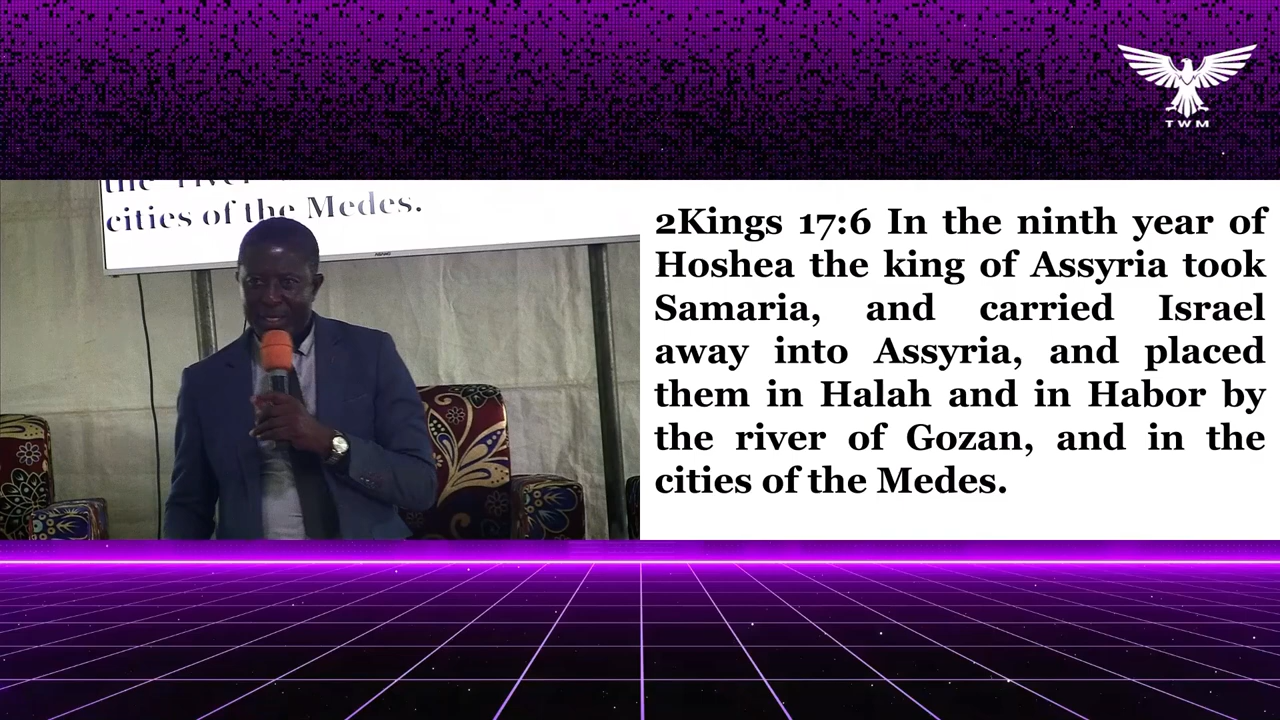 TWM
the river
cities of the Medes.
2Kings 17:6 In the ninth year of
Hoshea the king of Assyria took
Samaria, and carried Israel
away into Assyria, and placed
them in Halah and in Habor by
the river of Gozan, and in the
cities of the Medes.